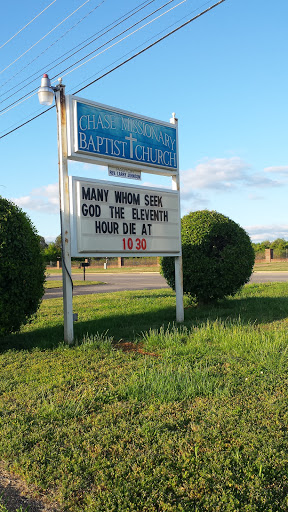 CHASE MISSIONARY
BAPTIST CHURCH
MANY WHOM SEEK
GOD THE ELEVENTH
HOUR DIE AT
10 30